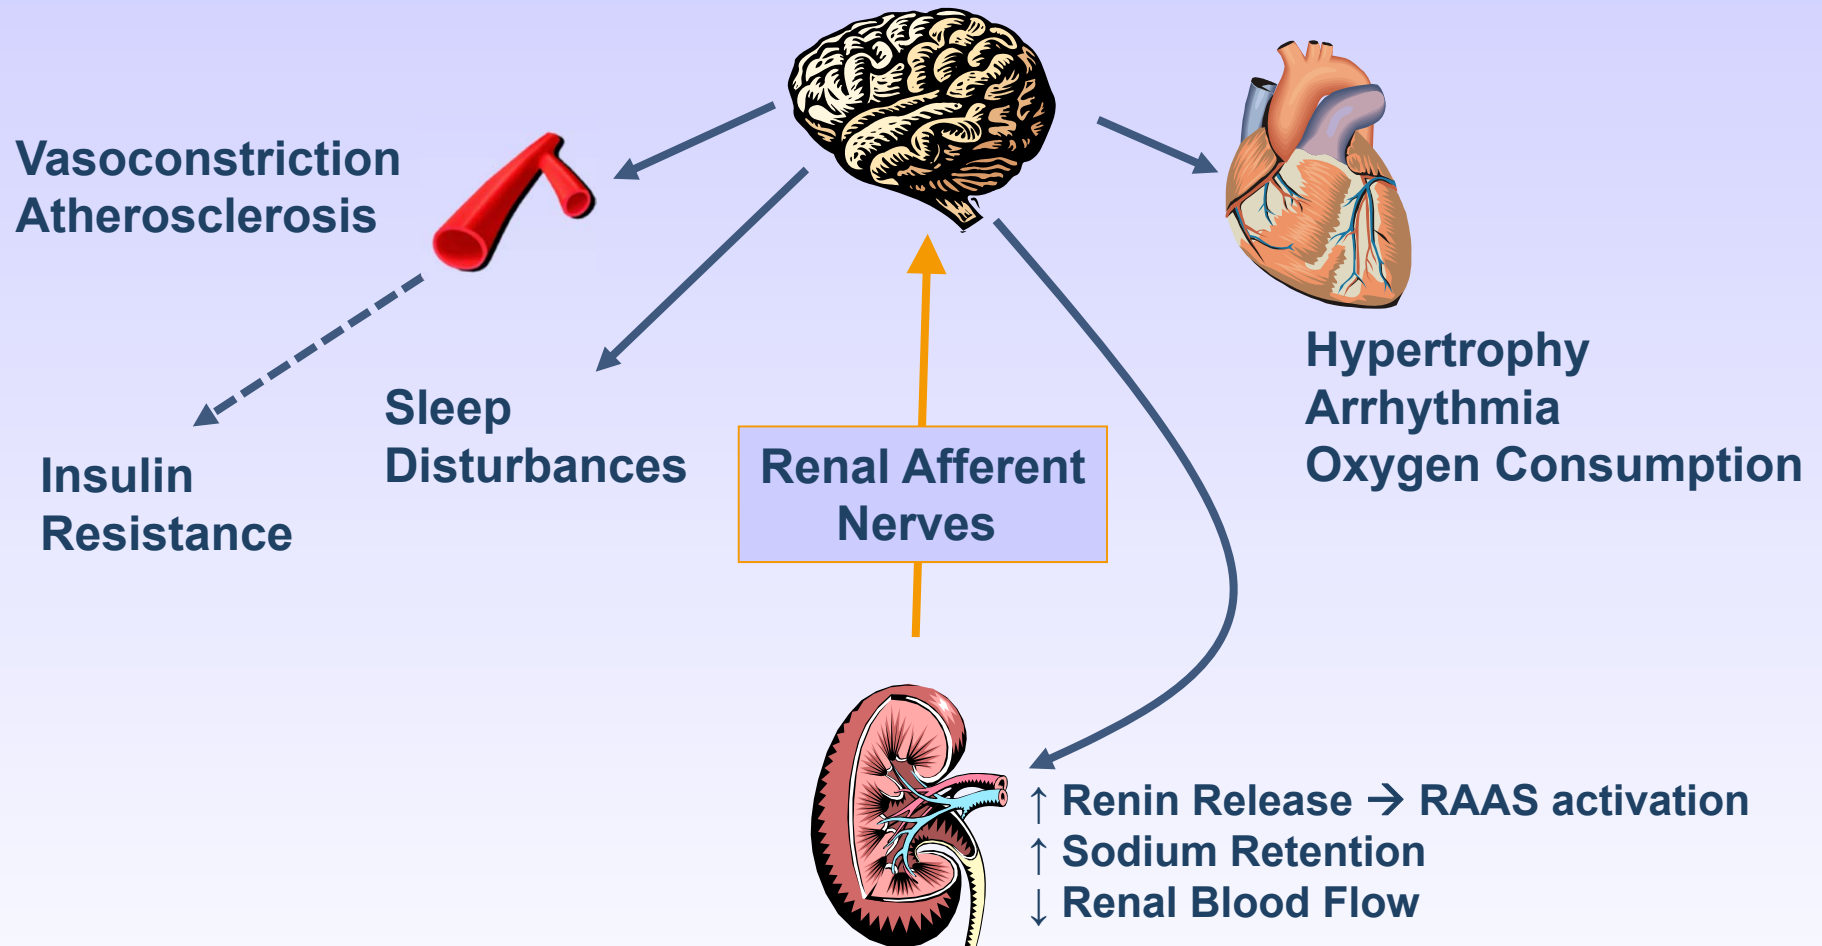 Vasoconstriction
Atherosclerosis
Hypertrophy
Arrhythmia
Oxygen Consumption
Sleep
Disturbances
Insulin
Resistance
Renal Afferent
Nerves
↑ Renin Release → RAAS activation
↑ Sodium Retention
↓ Renal Blood Flow